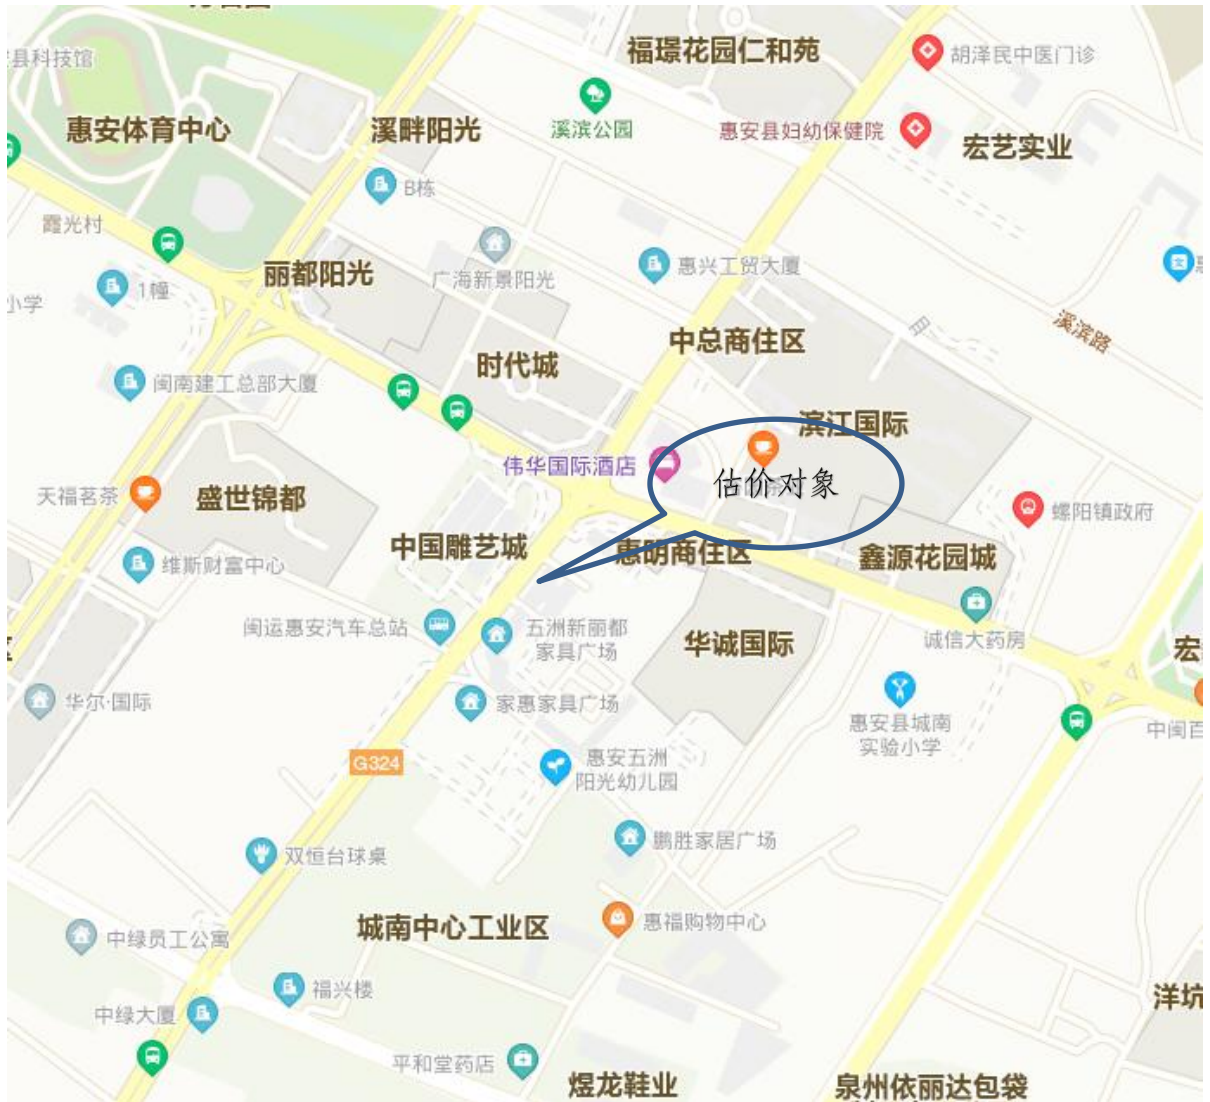 县科技馆
福璟花园仁和苑
胡泽民中医门诊
惠安体育中心
溪畔阳光
溪滨公园
惠安县妇幼保健院
宏艺实业
B栋
霞光村
丽都阳光
广海新景阳光
惠兴工贸大厦
1幢
小学
溪滨路
中总商住区
时代城
闽南建工总部大厦
滨江国际
伟华国际酒店
估价对象
天福茗茶
盛世锦都
螺阳镇政府
中国雕艺城
惠明商住区
鑫源花园城
维斯财富中心
闽运惠安汽车总站
五洲新丽都
家具广场
华诚国际
诚信大药房
宏
华尔·国际
家惠家具广场
惠安县城南
实验小学
中闽百
G324
惠安五洲
阳光幼儿园
鹏胜家居广场
双恒台球桌
城南中心工业区
惠福购物中心
中绿员工公寓
福兴楼
洋坑
中绿大厦
平和堂药店
煜龙鞋业
泉州依丽达包袋